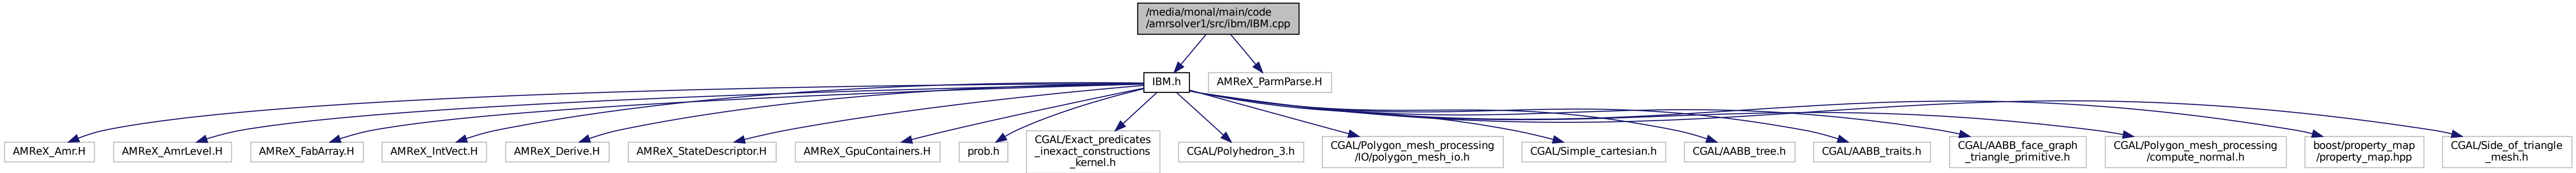 /media/monal/main/code
/amrsolver1/src/ibm/IBM.cpp
IBM.h
AMReX_ParmParse.H
AMReX_Amr.H
AMReX_AmrLevel.H
AMReX_FabArray.H
AMReX_IntVect.H
AMReX_Derive.H
AMReX_StateDescriptor.H
AMReX_GpuContainers.H
prob.h
CGAL/Exact_predicates
_inexact_constructions
_kernel.h
CGAL/Polyhedron_3.h
CGAL/Polygon_mesh_processing
/IO/polygon_mesh_io.h
CGAL/Simple_cartesian.h
CGAL/AABB_tree.h
CGAL/AABB_traits.h
CGAL/AABB_face_graph
_triangle_primitive.h
CGAL/Polygon_mesh_processing
/compute_normal.h
boost/property_map
/property_map.hpp
CGAL/Side_of_triangle
_mesh.h